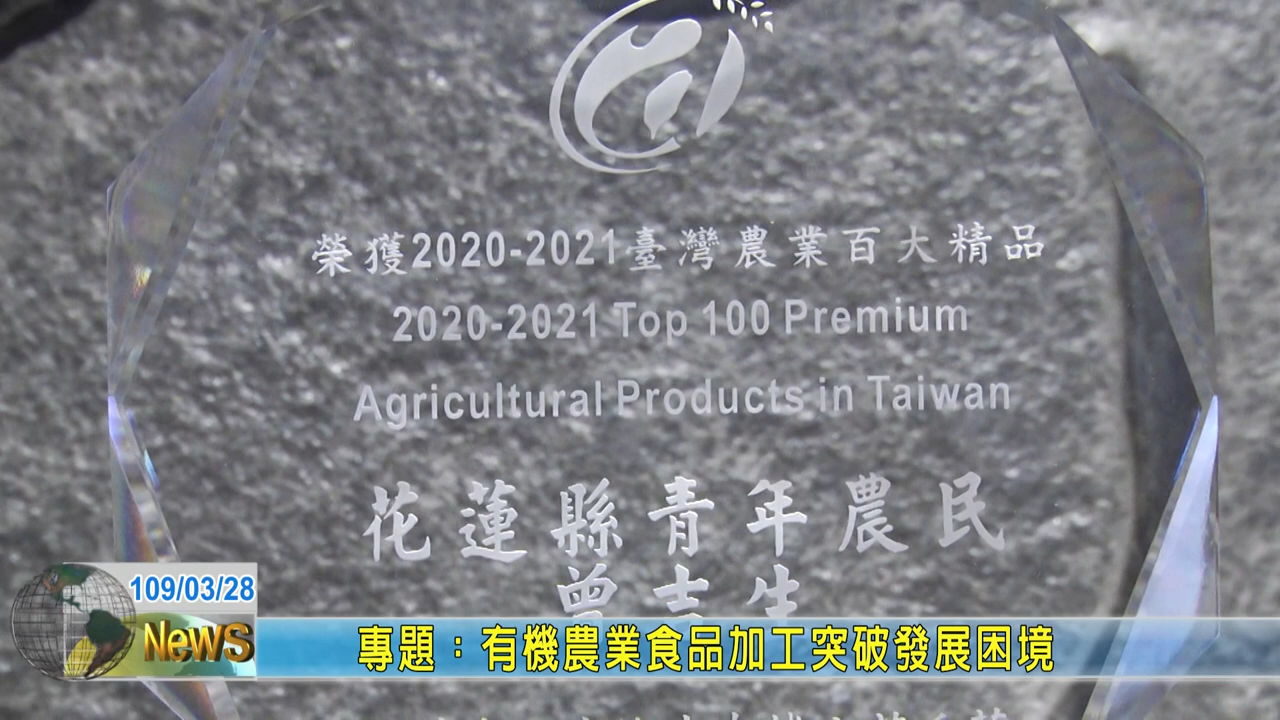 榮獲2020-2021臺灣農業百大精品
2020-2021 Top 100 Premium
Agricultural Products in Taiwan
花蓮縣青年農民
109/03/28
News
專題：有機農業食品加工突破發展困境